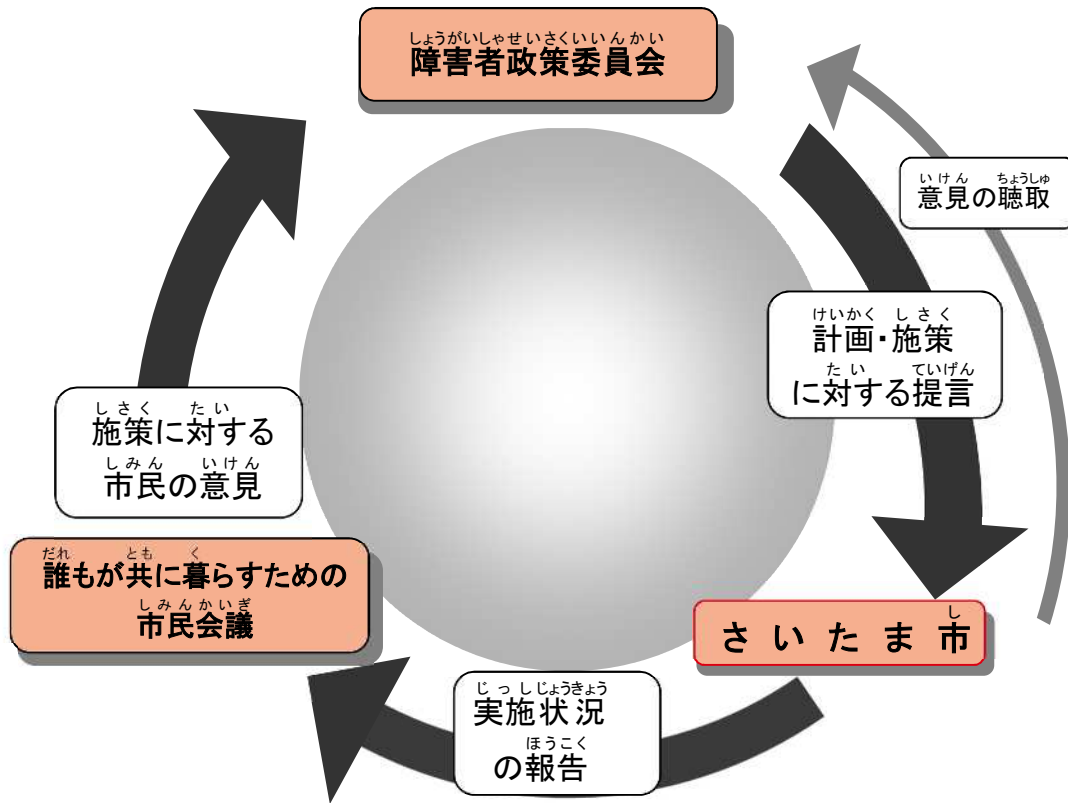 しょうがいしゃせいさくいいんかい
障害者政策委員会
いけん ちょうしゅ
意見の聴取
けいかく しさく
計画・施策
たい ていげん
に対する提言
しさく たい
施策に対する
しみん いけん
市民の意見
だれ とも く
誰もが共に暮らすための
しみんかいぎ
市民会議
し
さいたま市
じっしじょうきょう
実施状況
ほうこく
の報告